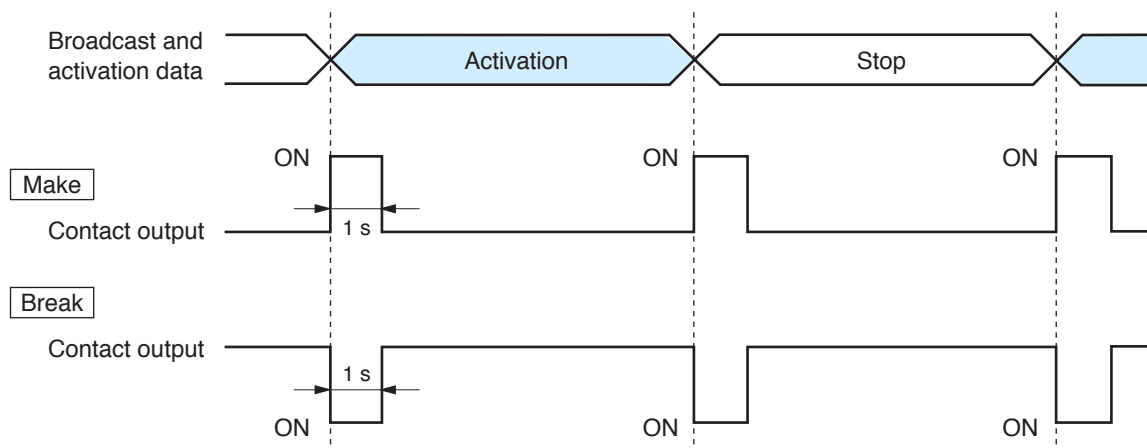 Broadcast and
activation data
Activation
Stop
ON
ON
ON
Make
1 s
Contact output
Break
Contact output
1 s
ON
ON
ON